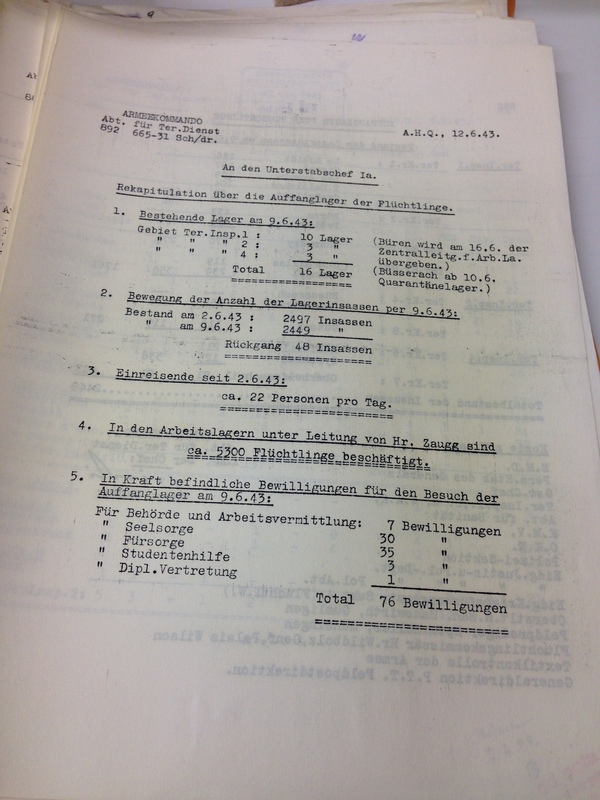 ARMEEKOMMANDO
Abt. für Ter.Dienst
892 665-31 Sch/dr.
A.H.Q., 12.6.43.
An den Unterstabschef Ia.
Rekapitulation über die Auffanglager der Flüchtlinge.
1. Bestehende Lager am 9.6.43:
Gebiet Ter.Insp.1 : 10 Lager (Büren wird am 16.6. der
" " " 2 : 3 " Zentralleitg.f.Arb.La.
" " " 4 : 3 " übergeben.)
Total 16 Lager (Büsserach ab 10.6.
Quarantänelager.)
2. Bewegung der Anzahl der Lagerinsassen per 9.6.43:
Bestand am 2.6.43 : 2497 Insassen
" am 9.6.43 : 2449 "
Rückgang 48 Insassen
3. Einreisende seit 2.6.43:
ca. 22 Personen pro Tag.
4. In den Arbeitslagern unter Leitung von Hr. Zaugg sind
ca. 5300 Flüchtlinge beschäftigt.
5. In Kraft befindliche Bewilligungen für den Besuch der
Auffanglager am 9.6.43:
Für Behörde und Arbeitsvermittlung: 7 Bewilligungen
" Seelsorge 30 "
" Fürsorge 35 "
" Studentenhilfe 3 "
" Dipl.Vertretung 1 "
Total 76 Bewilligungen